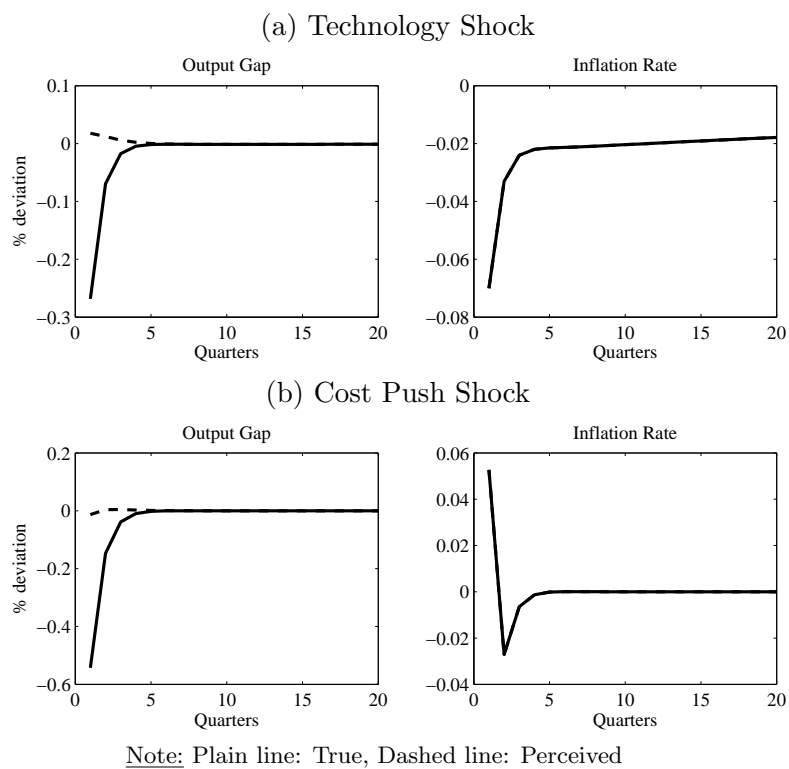 (a) Technology Shock
Output Gap
0.1
0
−0.1
−0.2
−0.3
% deviation
0 5 10 15 20
Quarters
Inflation Rate
0
−0.02
−0.04
−0.06
−0.08
0 5 10 15 20
Quarters
(b) Cost Push Shock
Output Gap
0.2
0
−0.2
−0.4
−0.6
% deviation
0 5 10 15 20
Quarters
Inflation Rate
0.06
0.04
0.02
0
−0.02
−0.04
0 5 10 15 20
Quarters
Note: Plain line: True, Dashed line: Perceived